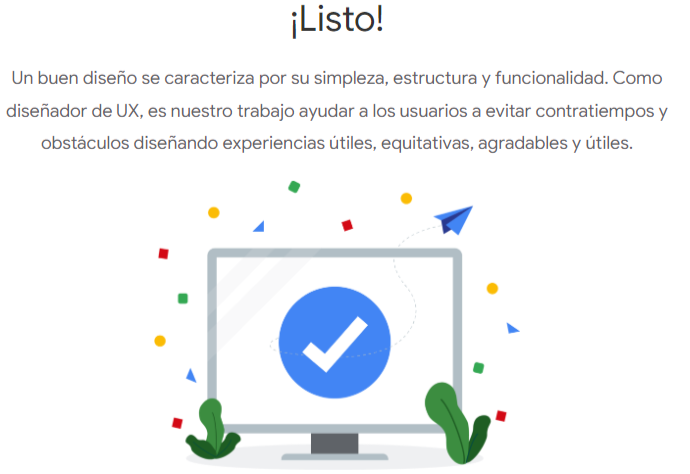 ¡Listo!
Un buen diseño se caracteriza por su simpleza, estructura y funcionalidad. Como
diseñador de UX, es nuestro trabajo ayudar a los usuarios a evitar contratiempos y
obstáculos diseñando experiencias útiles, equitativas, agradables y útiles.